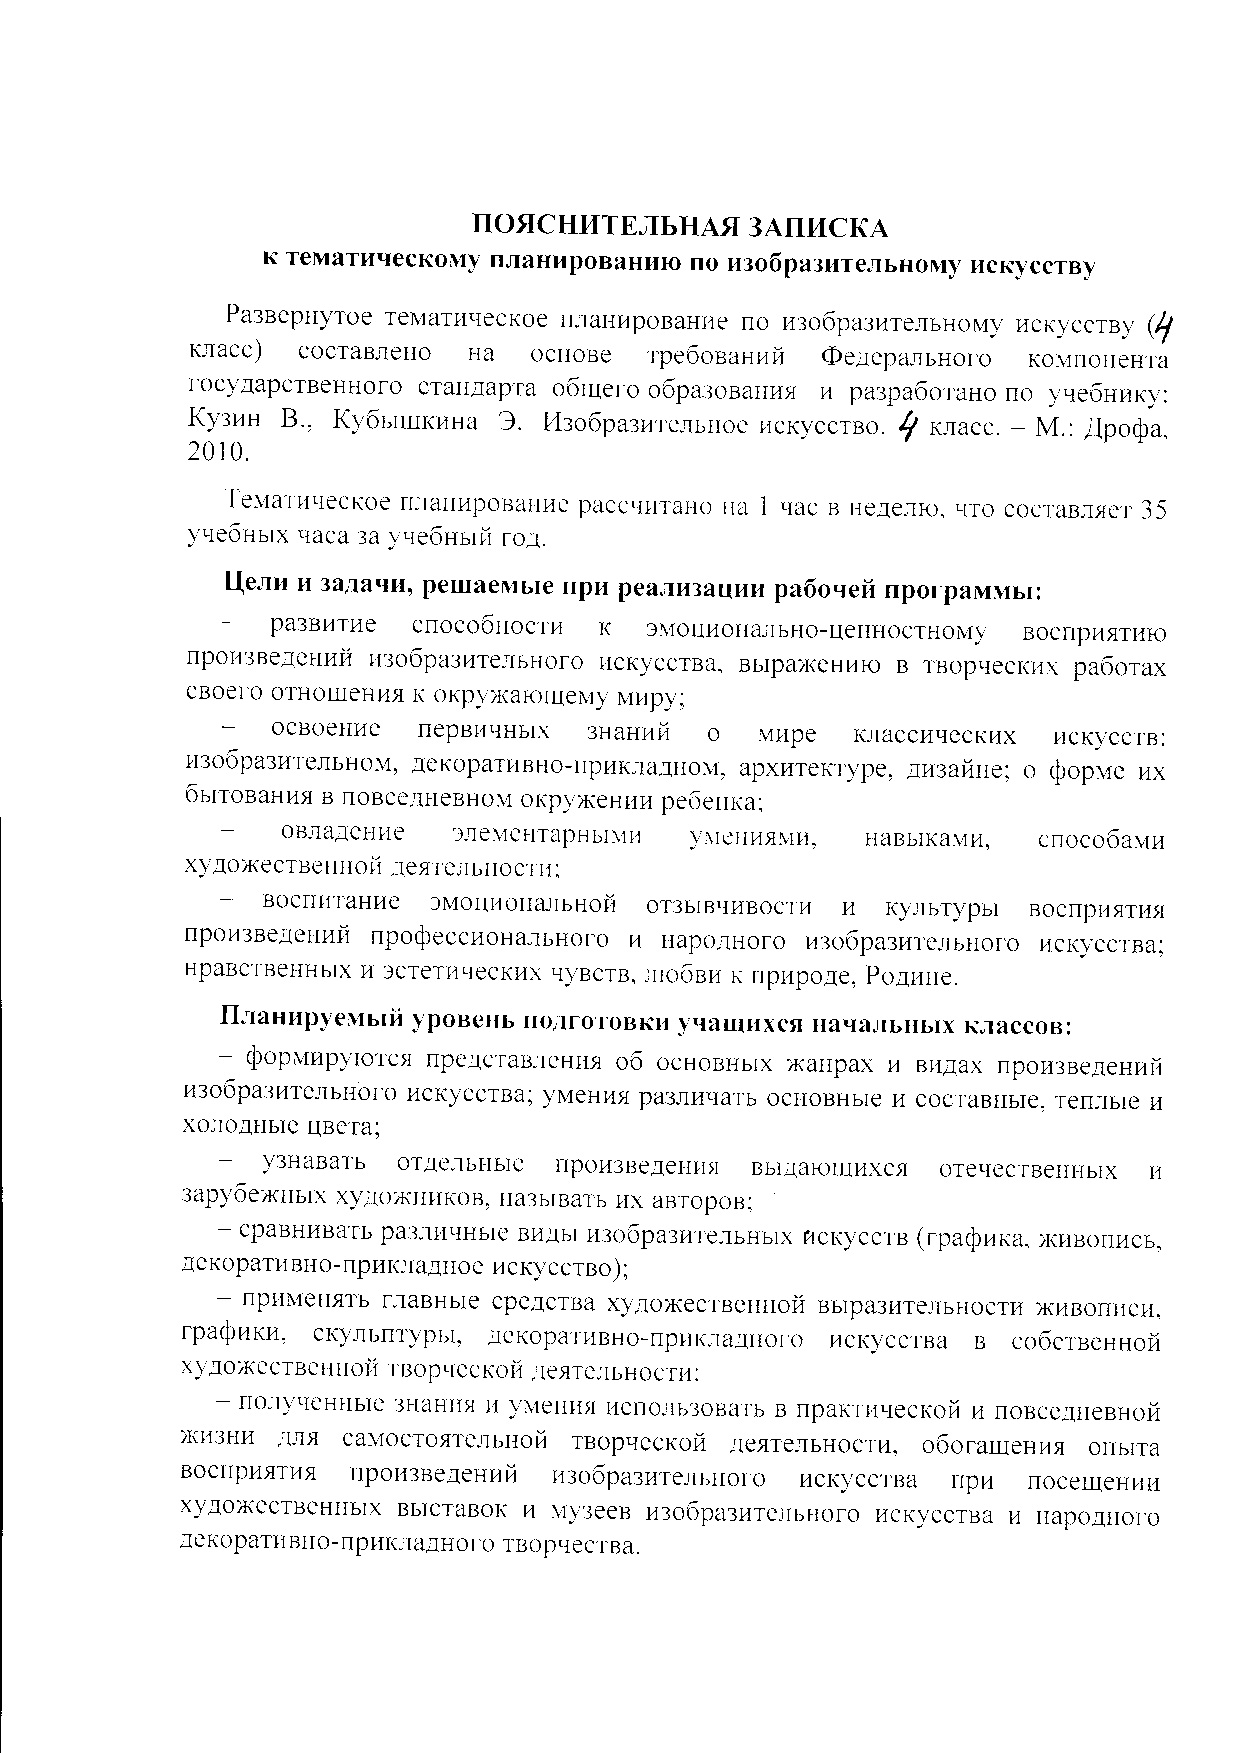 ПОЯСНИТЕЛЬНАЯ ЗАПИСКА
к тематическому планированию по изобразительному искусству
Развернутое тематическое планирование по изобразительному искусству (4
класс) составлено на основе требований Федерального компонента
государственного стандарта общего образования и разработано по учебнику:
Кузин В., Кубышкина Э. Изобразительное искусство. 4 класс. – М.: Дрофа,
2010.
Тематическое планирование рассчитано на 1 час в неделю, что составляет 35
учебных часа за учебный год.
Цели и задачи, решаемые при реализации рабочей программы:
- развитие способности к эмоционально-ценностному восприятию
произведений изобразительного искусства, выражению в творческих работах
своего отношения к окружающему миру;
– освоение первичных знаний о мире классических искусств:
изобразительном, декоративно-прикладном, архитектуре, дизайне; о форме их
бытования в повседневном окружении ребенка;
– овладение элементарными умениями, навыками, способами
художественной деятельности;
– воспитание эмоциональной отзывчивости и культуры восприятия
произведений профессионального и народного изобразительного искусства;
нравственных и эстетических чувств, любви к природе, Родине.
Планируемый уровень подготовки учащихся начальных классов:
– формируются представления об основных жанрах и видах произведений
изобразительного искусства; умения различать основные и составные, теплые и
холодные цвета;
– узнавать отдельные произведения выдающихся отечественных и
зарубежных художников, называть их авторов;
– сравнивать различные виды изобразительных искусств (графика, живопись,
декоративно-прикладное искусство);
– применять главные средства художественной выразительности живописи,
графики, скульптуры, декоративно-прикладного искусства в собственной
художественной творческой деятельности;
– полученные знания и умения использовать в практической и повседневной
жизни для самостоятельной творческой деятельности, обогащения опыта
восприятия произведений изобразительного искусства при посещении
художественных выставок и музеев изобразительного искусства и народного
декоративно-прикладного творчества.